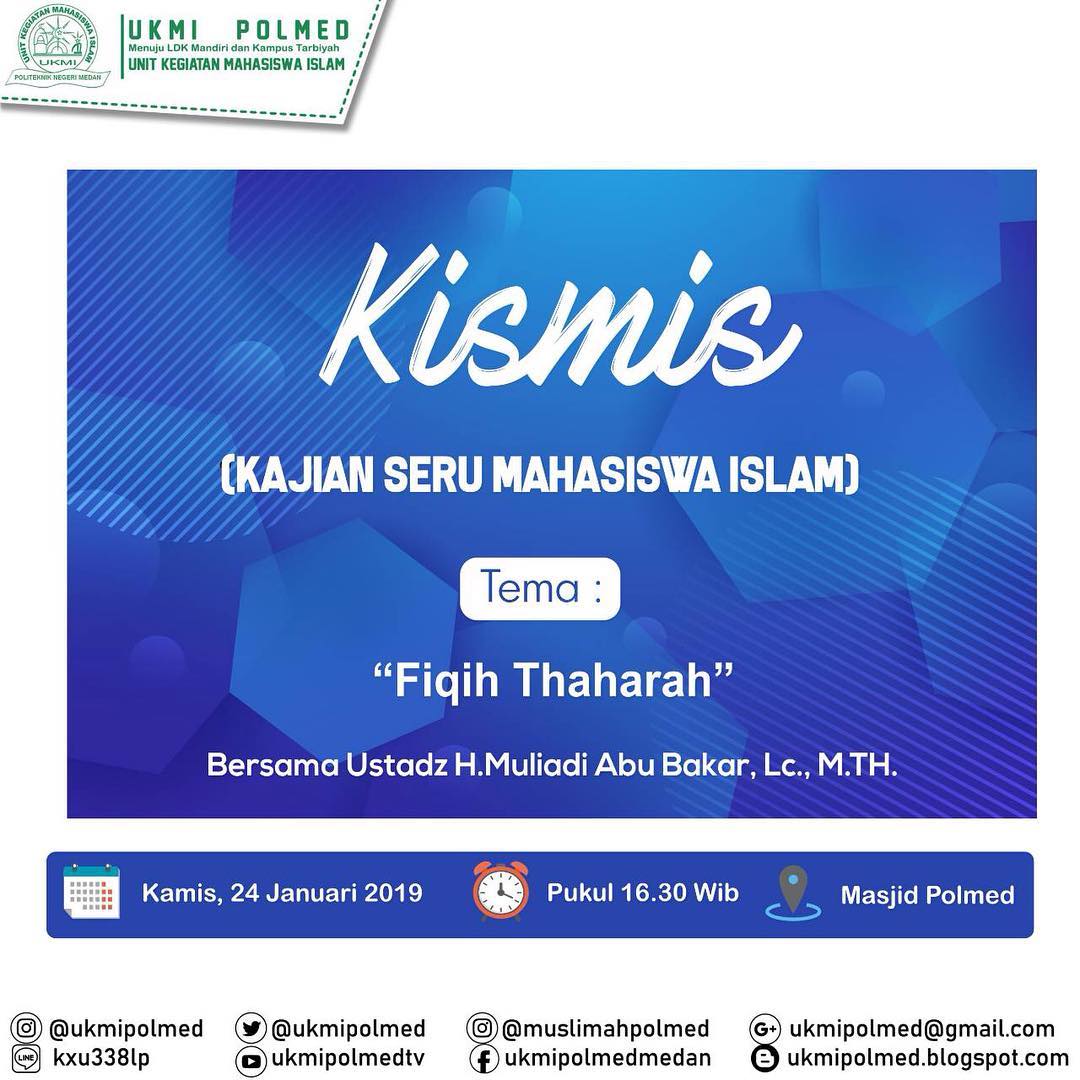 UNIT KEGIATAN MAHASISWA ISLAM
UKMI
POLITEKNIK NEGERI MEDAN
UKMI POLMED
Menuju LDK Mandiri dan Kampus Tarbiyah
UNIT KEGIATAN MAHASISWA ISLAM
Kismis
(KAJIAN SERU MAHASISWA ISLAM)
Tema :
“Fiqih Thaharah”
Bersama Ustadz H.Muliadi Abu Bakar, Lc., M.TH.
Kamis, 24 Januari 2019
Pukul 16.30 Wib
Masjid Polmed
@ukmipolmed
@ukmipolmed
@muslimahpolmed
G+ ukmipolmed@gmail.com
LINE kxu338lp
ukmipolmedtv
ukmipolmedmedan
ukmipolmed.blogspot.com